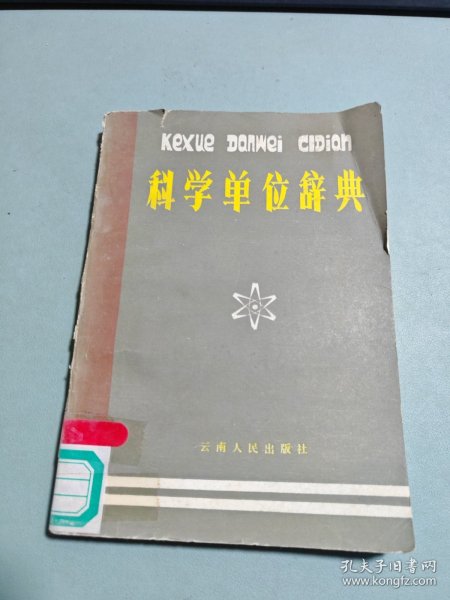 Kexue Danwei CiDian
科学单位辞典
云南人民出版社
孔夫子旧书网
www.kongfz.com